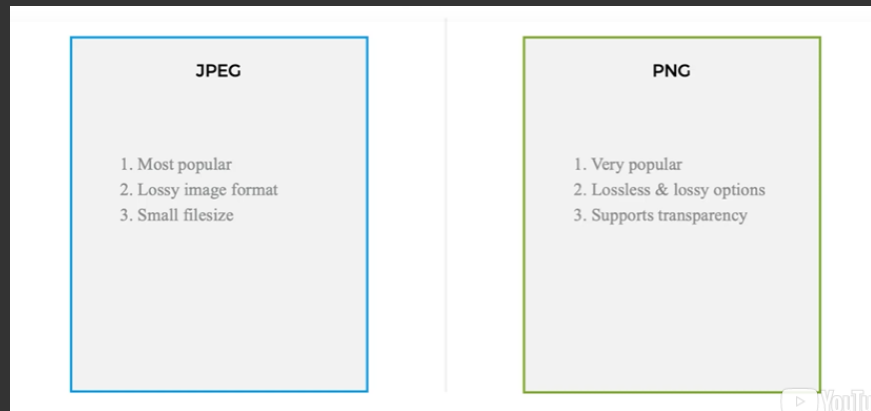 JPEG
1. Most popular
2. Lossy image format
3. Small filesize
PNG
1. Very popular
2. Lossless & lossy options
3. Supports transparency